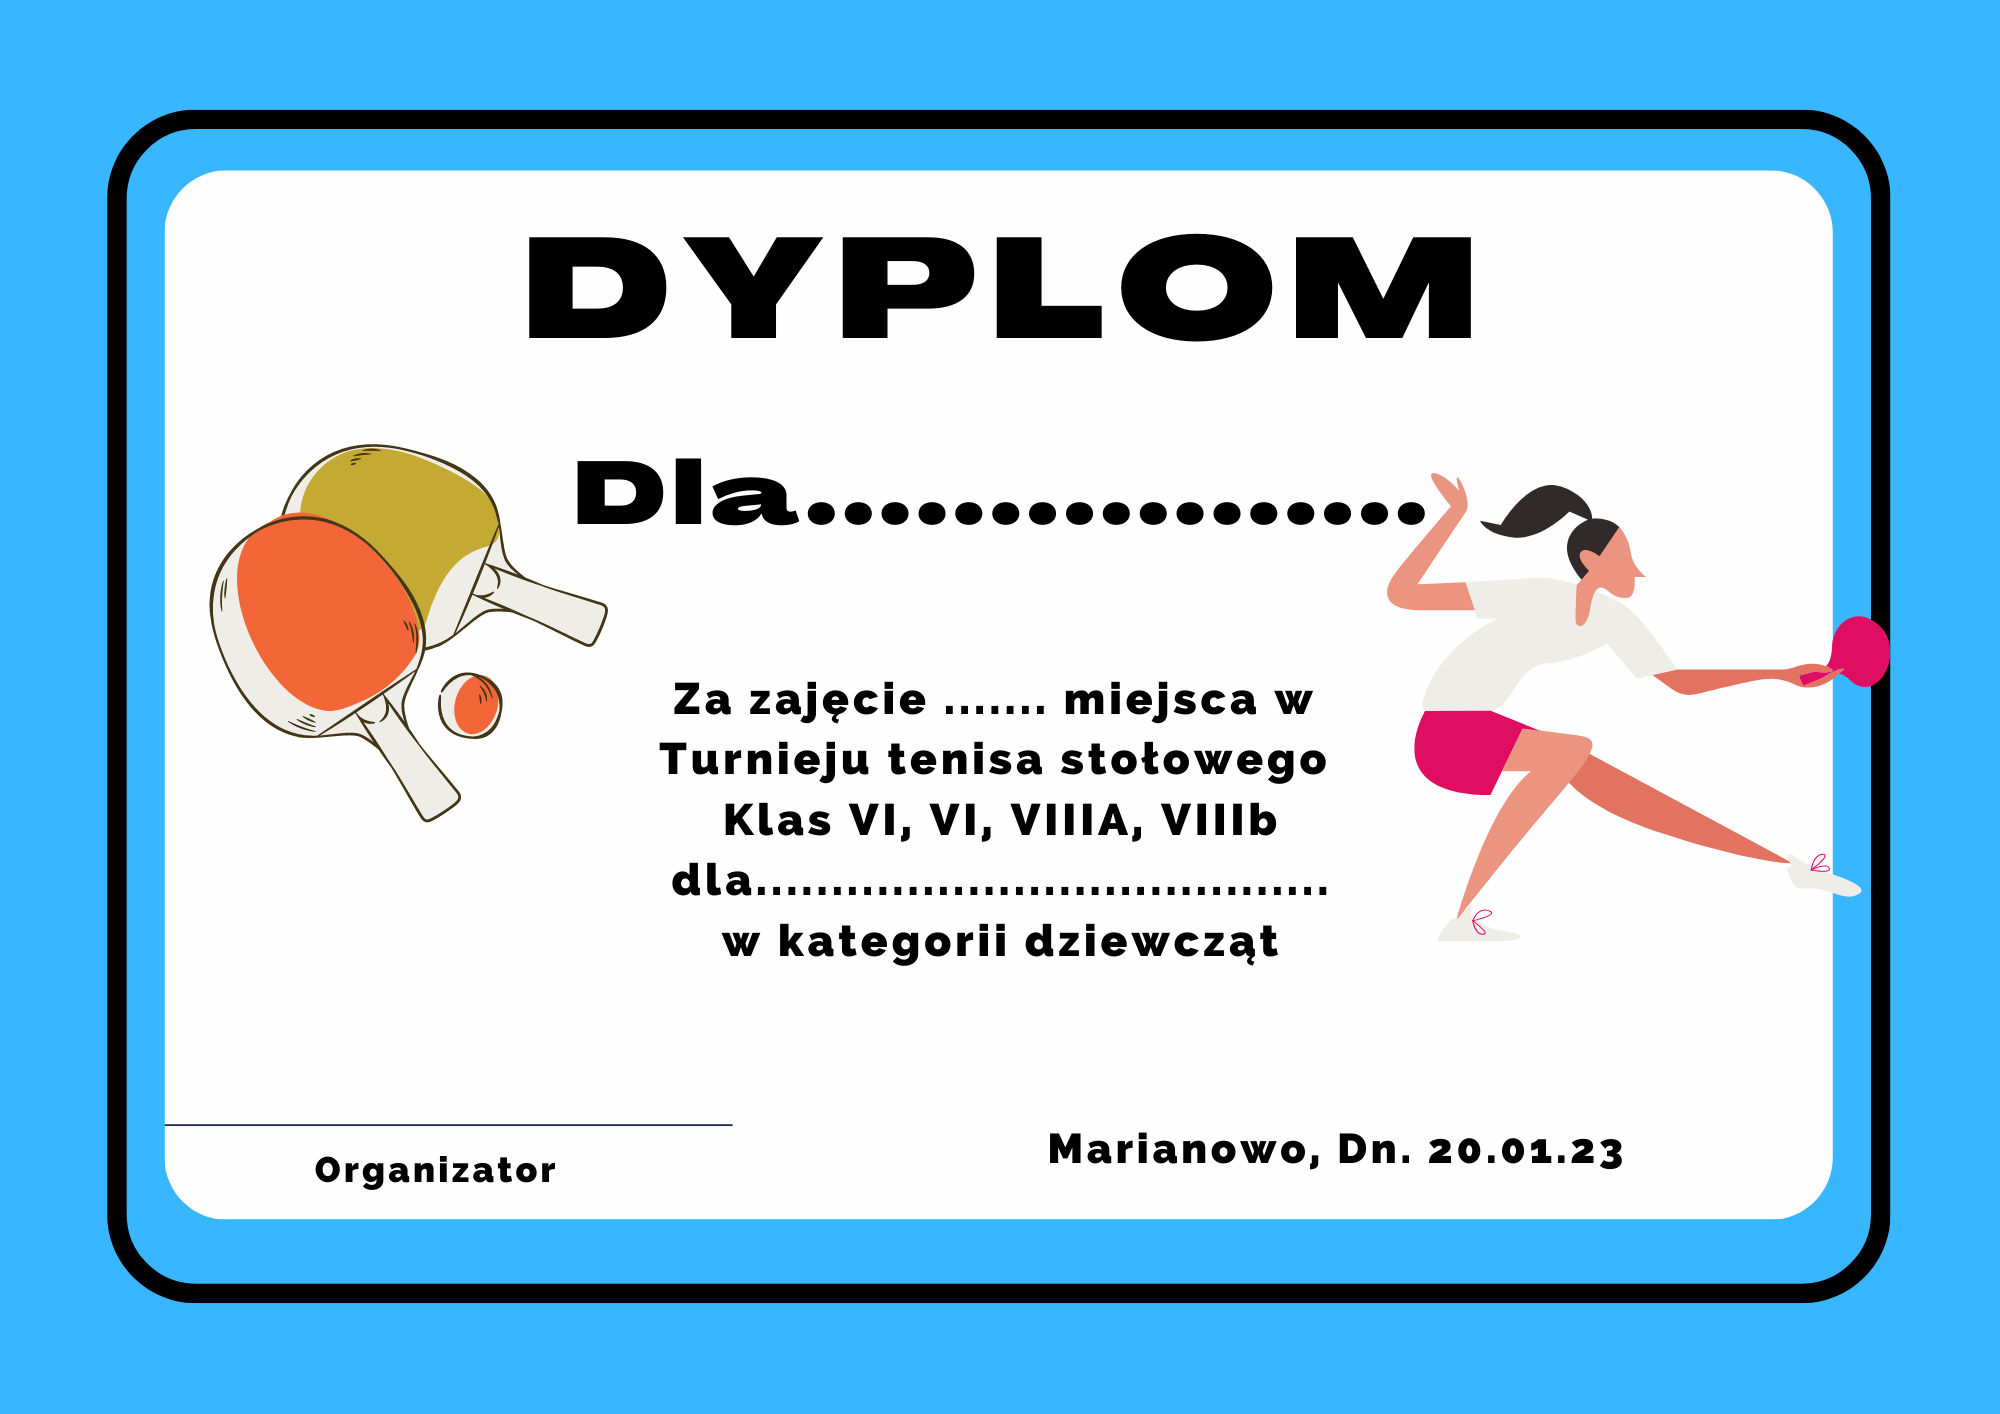 DYPLOM
Dla.................
Za zajęcie ....... miejsca w
Turnieju tenisa stołowego
Klas VI, VI, VIIIA, VIIIb
dla......................................
w kategorii dziewcząt
Organizator
Marianowo, Dn. 20.01.23